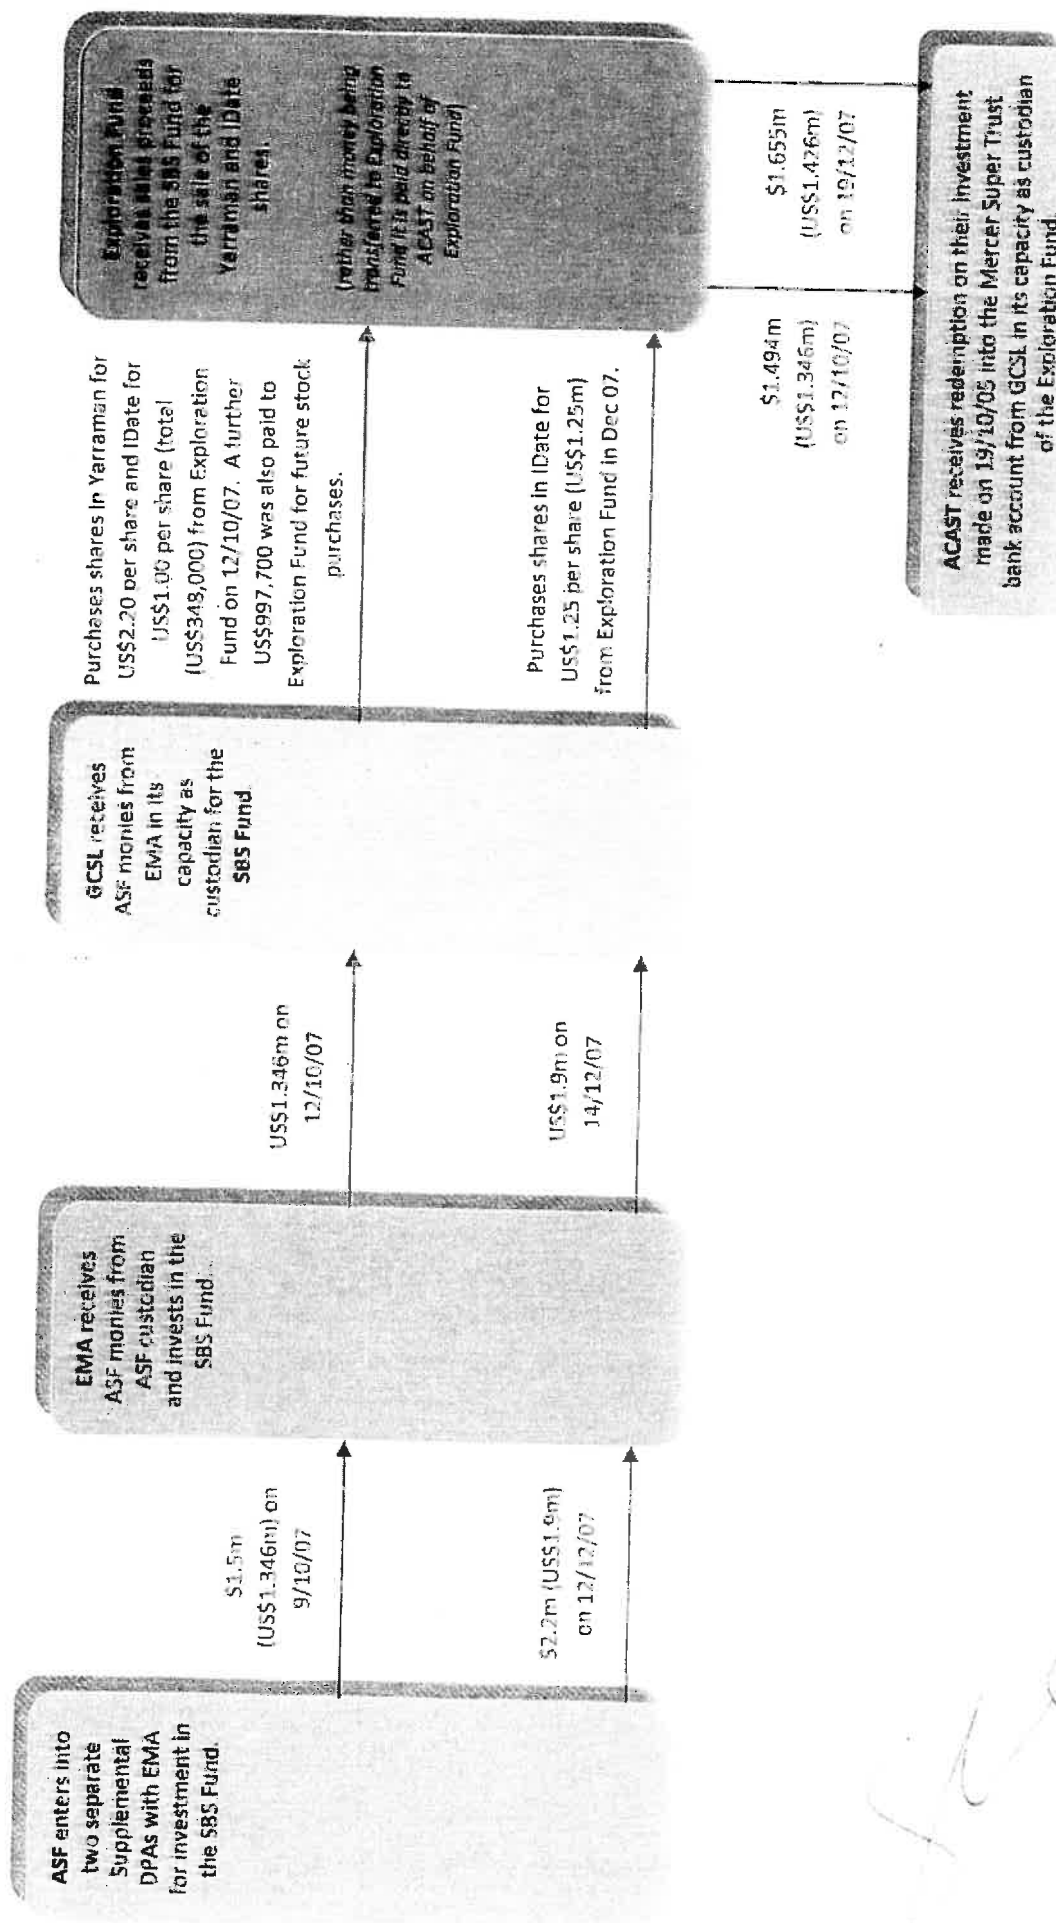 ASF enters into
two separate
Supplemental
DPAs with EMA
for investment in
the SBS Fund.
$1.5m
(US$1.346m) on
9/10/07
$2.2m (US$1.9m)
on 12/12/07
EMA receives
ASF monies from
ASF custodian
and invests in the
SBS Fund.
US$1.346m on
12/10/07
US$1.9m on
14/12/07
GCSL receives
ASF monies from
EMA in its
capacity as
custodian for the
SBS Fund.
Purchases shares in Yarraman for
US$2.20 per share and IDate for
US$1.00 per share (total
(US$348,000) from Exploration
Fund on 12/10/07. A further
US$997,700 was also paid to
Exploration Fund for future stock
purchases.
Purchases shares in IDate for
US$1.25 per share (US$1.25m)
from Exploration Fund in Dec 07.
Exploration Fund
receives sales proceeds
from the SBS Fund for
the sale of the
Yarraman and IDate
shares.
(rather than money being
transferred to Exploration
Fund it is paid directly to
ACAST on behalf of
Exploration Fund)
$1.494m
(US$1.346m)
on 12/10/07
$1.655m
(US$1.426m)
on 19/12/07
ACAST receives redemption on their investment
made on 19/10/05 into the Mercer Super Trust
bank account from GCSL in its capacity as custodian
of the Exploration Fund